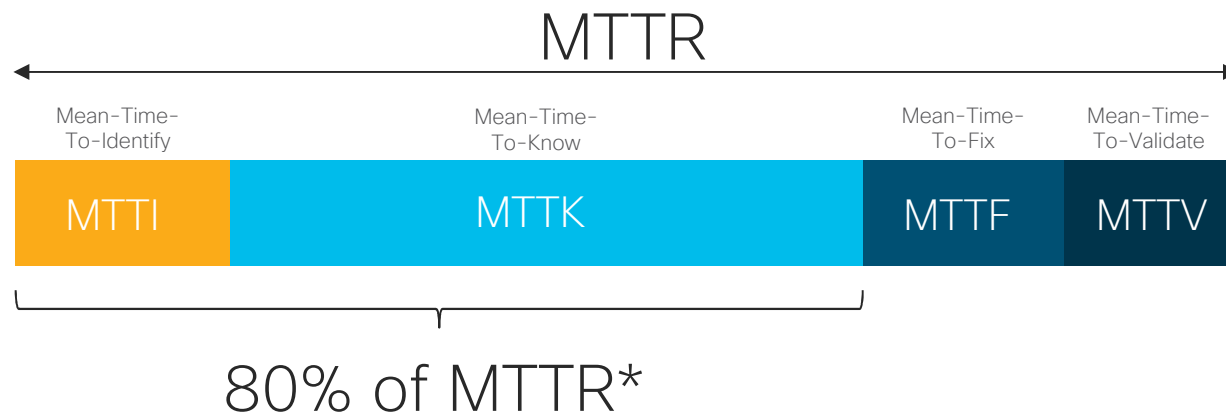 MTTR
Mean-Time-
To-Identify
Mean-Time-
To-Know
Mean-Time-
To-Fix
Mean-Time-
To-Validate
MTTI
MTTK
MTTF
MTTV
80% of MTTR*